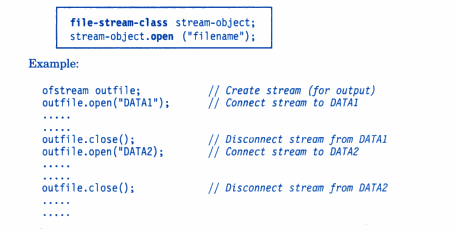 file-stream-class stream-object;
stream-object.open ("filename");
Example:
ofstream outfile; // Create stream (for output)
outfile.open("DATA1"); // Connect stream to DATA1
.....
.....
outfile.close(); // Disconnect stream from DATA1
outfile.open("DATA2); // Connect stream to DATA2
.....
.....
outfile.close(); // Disconnect stream from DATA2
.....
.....